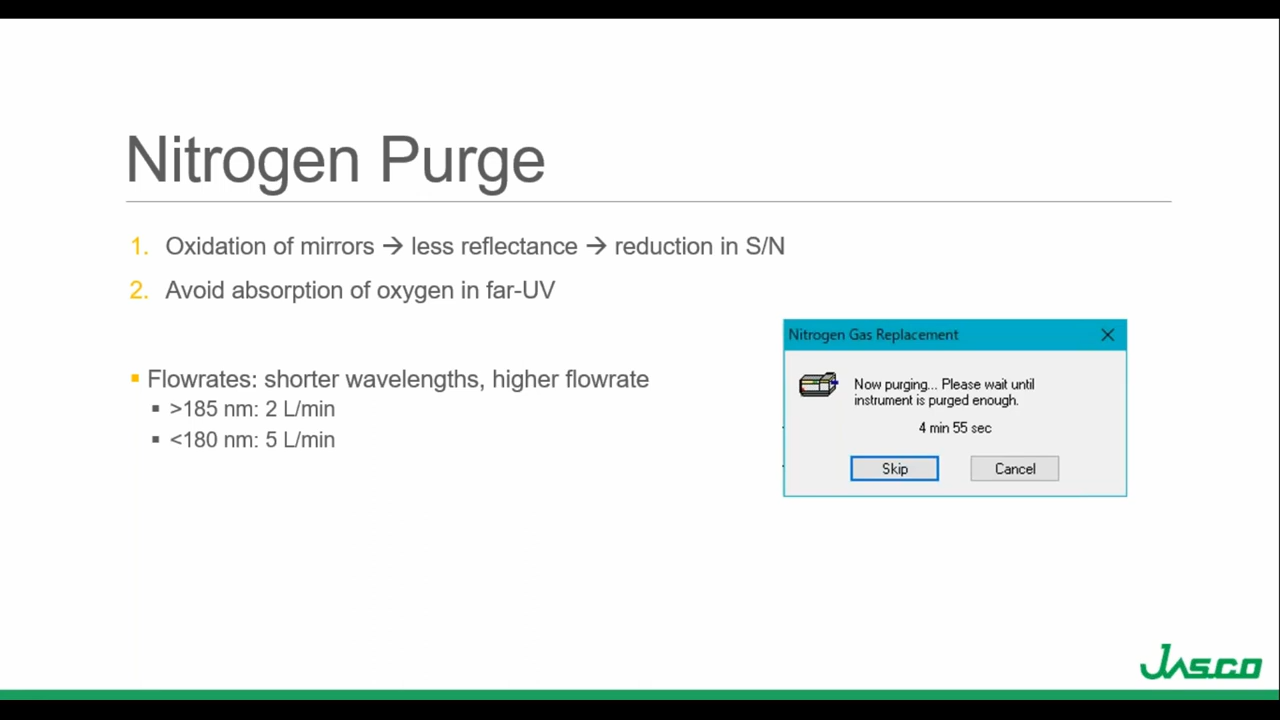 Nitrogen Purge
1. Oxidation of mirrors → less reflectance → reduction in S/N
2. Avoid absorption of oxygen in far-UV
▪ Flowrates: shorter wavelengths, higher flowrate
▪ >185 nm: 2 L/min
▪ <180 nm: 5 L/min
Nitrogen Gas Replacement
Now purging... Please wait until
instrument is purged enough.
4 min 55 sec
Skip Cancel
JASCO